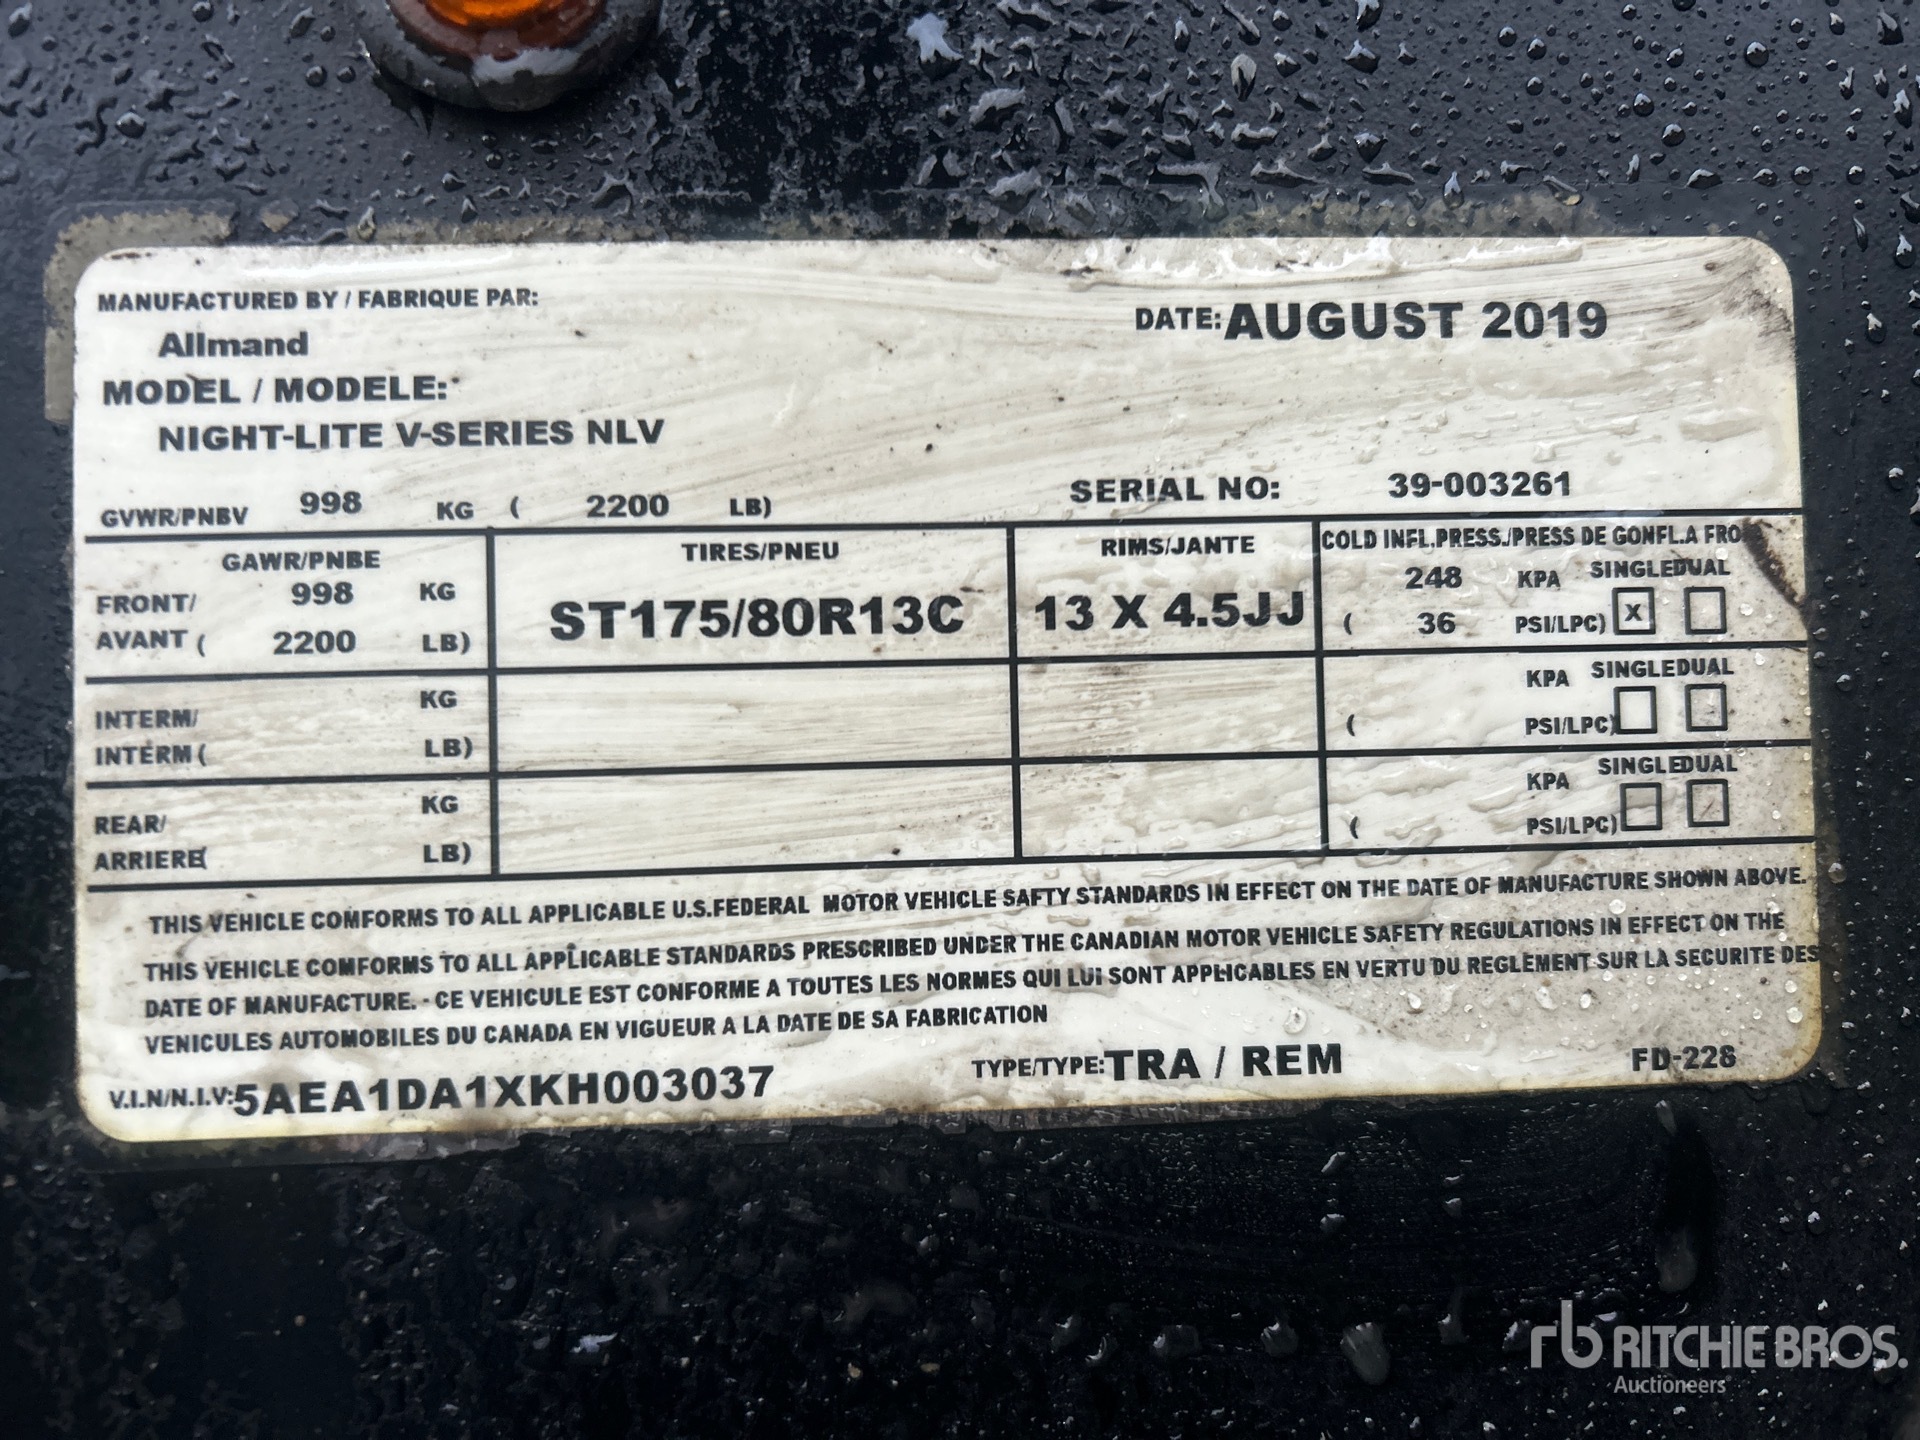 MANUFACTURED BY / FABRIQUE PAR:
Allmand
DATE: AUGUST 2019
MODEL / MODELE:
NIGHT-LITE V-SERIES NLV
SERIAL NO: 39-003261
GVWR/PNBV 998 KG ( 2200 LB)
GAWR/PNBE TIRES/PNEU RIMS/JANTE COLD INFL.PRESS./PRESS DE GONFL.A
FRONT/ 998 KG ST175/80R13C 13 X 4.5JJ 248 KPA SINGLE DUAL
AVANT ( 2200 LB) ( 36 PSI/LPC) X
INTERM/ KG KPA SINGLE DUAL
INTERM ( LB) ( PSI/LPC)
REAR/ KG KPA SINGLE DUAL
ARRIERE( LB) ( PSI/LPC)
THIS VEHICLE COMFORMS TO ALL APPLICABLE U.S.FEDERAL MOTOR VEHICLE SAFTY STANDARDS IN EFFECT ON THE DATE OF MANUFACTURE SHOWN ABOVE.
THIS VEHICLE COMFORMS TO ALL APPLICABLE STANDARDS PRESCRIBED UNDER THE CANADIAN MOTOR VEHICLE SAFETY REGULATIONS IN EFFECT ON THE
DATE OF MANUFACTURE. - CE VEHICULE EST CONFORME A TOUTES LES NORMES QUI LUI SONT APPLICABLES EN VERTU DU REGLEMENT SUR LA SECURITE DES
VENICULES AUTOMOBILES DU CANADA EN VIGUEUR A LA DATE DE SA FABRICATION
V.I.N/N.I.V: 5AEA1DA1XKH003037 TYPE/TYPE: TRA / REM FD-228
rb RITCHIE BROS.
Auctioneers